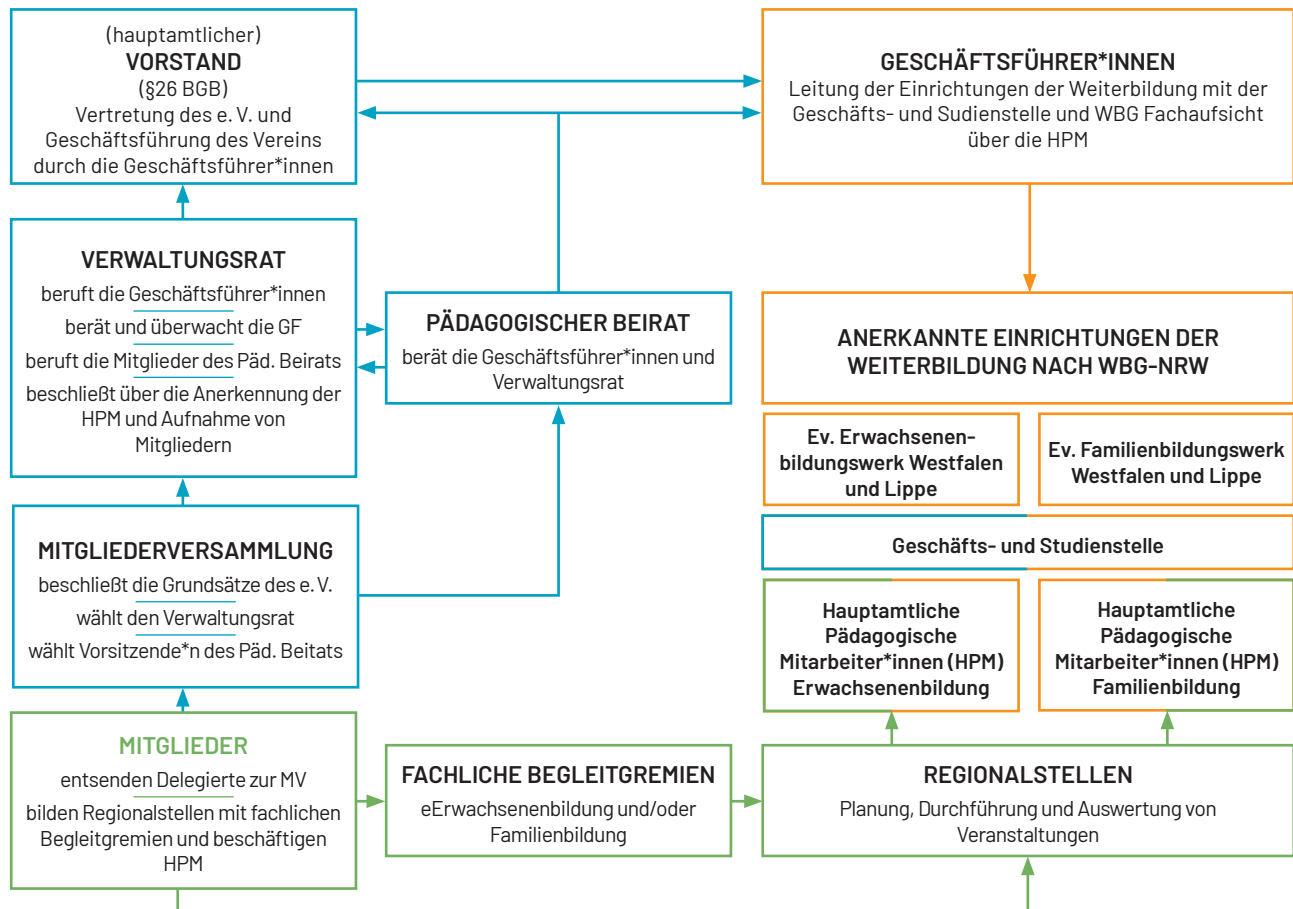 (hauptamtlicher)
VORSTAND
(§26 BGB)
Vertretung des e. V. und
Geschäftsführung des Vereins
durch die Geschäftsführer*innen
GESCHÄFTSFÜHRER*INNEN
Leitung der Einrichtungen der Weiterbildung mit der
Geschäfts- und Sudienstelle und WBG Fachaufsicht
über die HPM
VERWALTUNGSRAT
beruft die Geschäftsführer*innen
berät und überwacht die GF
beruft die Mitglieder des Päd. Beirats
beschließt über die Anerkennung der
HPM und Aufnahme von
Mitgliedern
PÄDAGOGISCHER BEIRAT
berät die Geschäftsführer*innen und
Verwaltungsrat
ANERKANNTE EINRICHTUNGEN DER
WEITERBILDUNG NACH WBG-NRW
Ev. Erwachsenen-
bildungswerk Westfalen
und Lippe
Ev. Familienbildungswerk
Westfalen und Lippe
MITGLIEDERVERSAMMLUNG
beschließt die Grundsätze des e. V.
wählt den Verwaltungsrat
wählt Vorsitzende*n des Päd. Beitats
Geschäfts- und Studienstelle
Hauptamtliche
Pädagogische
Mitarbeiter*innen (HPM)
Erwachsenenbildung
Hauptamtliche
Pädagogische
Mitarbeiter*innen (HPM)
Familienbildung
MITGLIEDER
entsenden Delegierte zur MV
bilden Regionalstellen mit fachlichen
Begleitgremien und beschäftigen
HPM
FACHLICHE BEGLEITGREMIEN
eErwachsenenbildung und/oder
Familienbildung
REGIONALSTELLEN
Planung, Durchführung und Auswertung von
Veranstaltungen